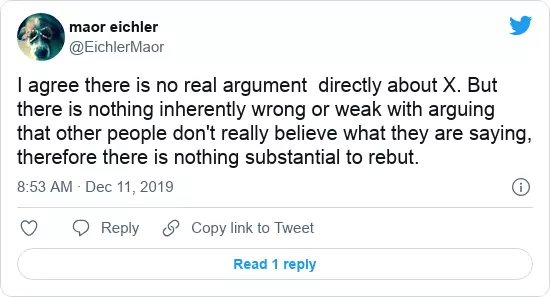 maor eichler
@EichlerMaor
I agree there is no real argument  directly about X. But
there is nothing inherently wrong or weak with arguing
that other people don't really believe what they are saying,
therefore there is nothing substantial to rebut.
8:53 AM · Dec 11, 2019
Reply Copy link to Tweet
Read 1 reply